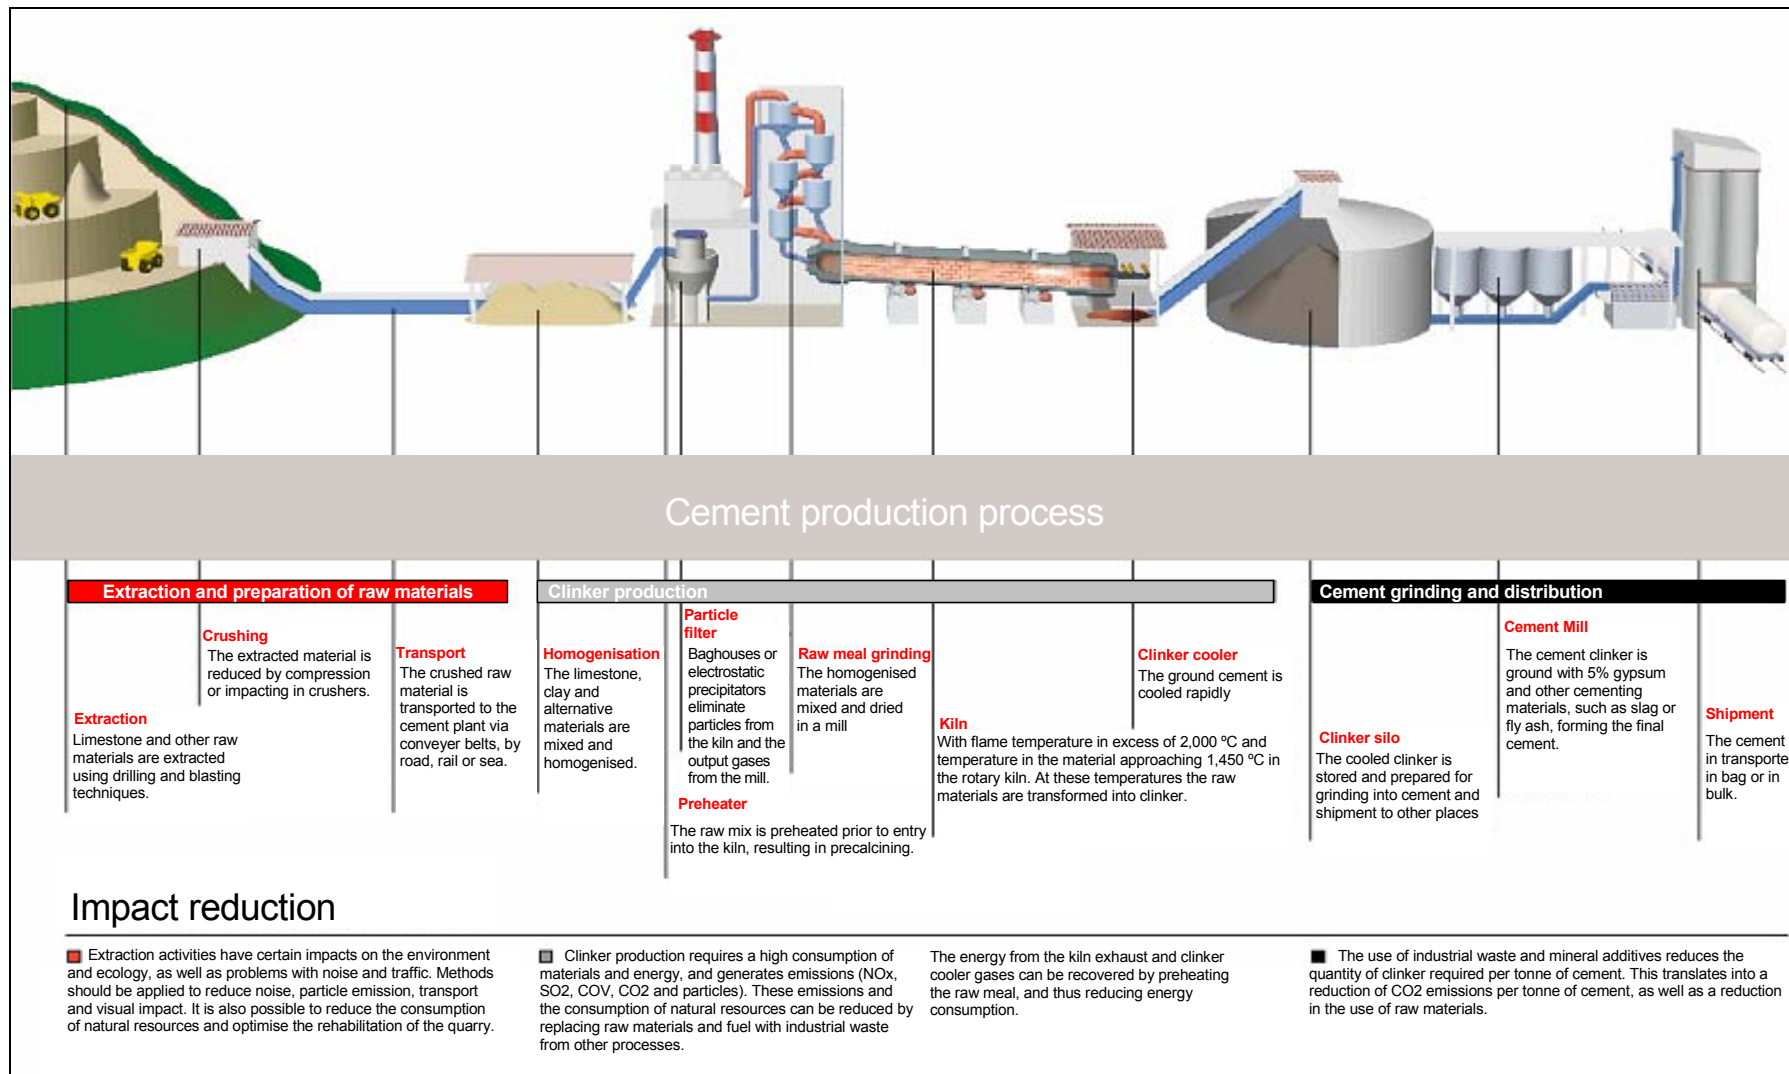 Cement production process
Extraction and preparation of raw materials
Clinker production
Cement grinding and distribution
Extraction
Limestone and other raw
materials are extracted
using drilling and blasting
techniques.
Crushing
The extracted material is
reduced by compression
or impacting in crushers.
Transport
The crushed raw
material is
transported to the
cement plant via
conveyer belts, by
road, rail or sea.
Homogenisation
The limestone,
clay and
alternative
materials are
mixed and
homogenised.
Particle
filter
Baghouses or
electrostatic
precipitators
eliminate
particles from
the kiln and the
output gases
from the mill.
Preheater
The raw mix is preheated prior to entry
into the kiln, resulting in precalcining.
Raw meal grinding
The homogenised
materials are
mixed and dried
in a mill
Kiln
With flame temperature in excess of 2,000 ºC and
temperature in the material approaching 1,450 ºC in
the rotary kiln. At these temperatures the raw
materials are transformed into clinker.
Clinker cooler
The ground cement is
cooled rapidly
Clinker silo
The cooled clinker is
stored and prepared for
grinding into cement and
shipment to other places
Cement Mill
The cement clinker is
ground with 5% gypsum
and other cementing
materials, such as slag or
fly ash, forming the final
cement.
Shipment
The cement
in transporte
in bag or in
bulk.
Impact reduction
Extraction activities have certain impacts on the environment
and ecology, as well as problems with noise and traffic. Methods
should be applied to reduce noise, particle emission, transport
and visual impact. It is also possible to reduce the consumption
of natural resources and optimise the rehabilitation of the quarry.
Clinker production requires a high consumption of
materials and energy, and generates emissions (NOx,
SO2, COV, CO2 and particles). These emissions and
the consumption of natural resources can be reduced by
replacing raw materials and fuel with industrial waste
from other processes.
The energy from the kiln exhaust and clinker
cooler gases can be recovered by preheating
the raw meal, and thus reducing energy
consumption.
The use of industrial waste and mineral additives reduces the
quantity of clinker required per tonne of cement. This translates into a
reduction of CO2 emissions per tonne of cement, as well as a reduction
in the use of raw materials.